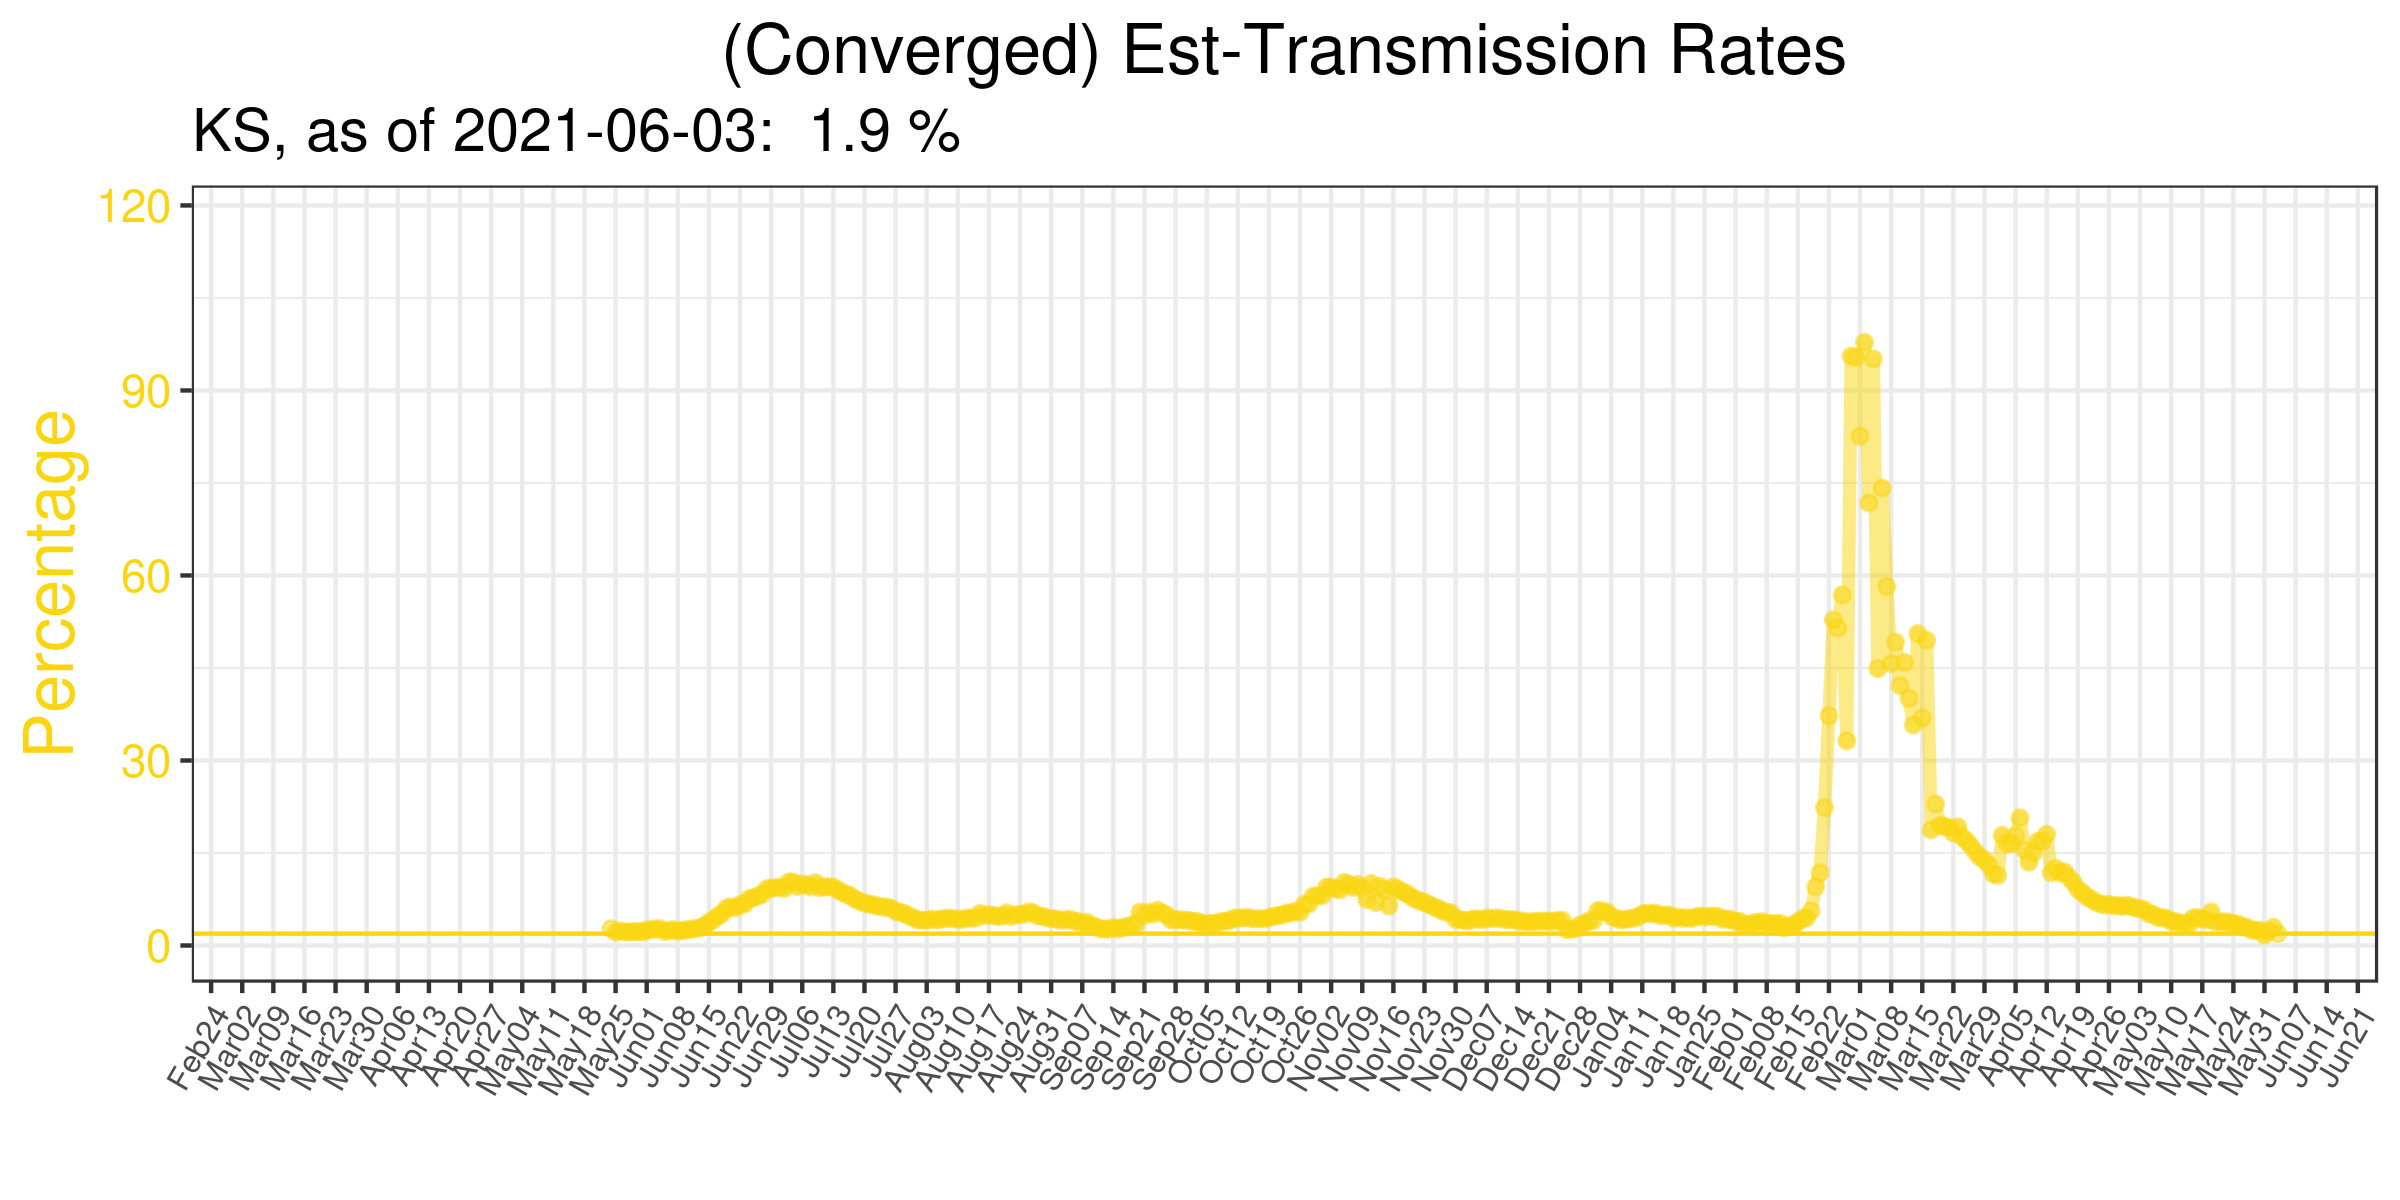 (Converged) Est-Transmission Rates
KS, as of 2021-06-03:  1.9 %
Percentage
120
90
60
30
0
Feb24
Mar02
Mar09
Mar16
Mar23
Mar30
Apr06
Apr13
Apr20
Apr27
May04
May11
May18
May25
Jun01
Jun08
Jun15
Jun22
Jun29
Jul06
Jul13
Jul20
Jul27
Aug03
Aug10
Aug17
Aug24
Aug31
Sep07
Sep14
Sep21
Sep28
Oct05
Oct12
Oct19
Oct26
Nov02
Nov09
Nov16
Nov23
Nov30
Dec07
Dec14
Dec21
Dec28
Jan04
Jan11
Jan18
Jan25
Feb01
Feb08
Feb15
Feb22
Mar01
Mar08
Mar15
Mar22
Mar29
Apr05
Apr12
Apr19
Apr26
May03
May10
May17
May24
May31
Jun07
Jun14
Jun21